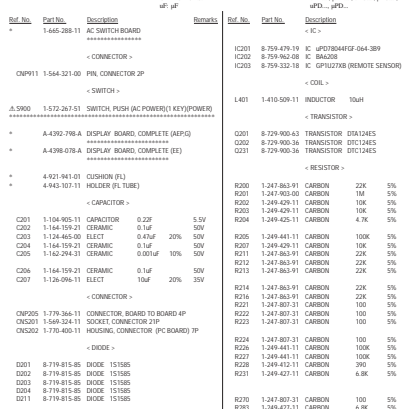 uF: µF
µPD..., µPD...
Ref. No. Part No. Description Remarks
* 1-665-288-11 AC SWITCH BOARD
****************
< CONNECTOR >
CNP911 1-564-321-00 PIN, CONNECTOR 2P
< SWITCH >
⚠S900 1-572-267-51 SWITCH, PUSH (AC POWER)(1 KEY)(POWER)
************************************************************
* A-4392-798-A DISPLAY BOARD, COMPLETE (AEP,G)
************************
* A-4398-078-A DISPLAY BOARD, COMPLETE (EE)
************************
* 4-921-941-01 CUSHION (FL)
* 4-943-107-11 HOLDER (FL TUBE)
< CAPACITOR >
C201 1-104-905-11 CAPACITOR 0.22F 5.5V
C202 1-164-159-21 CERAMIC 0.1uF 50V
C203 1-124-465-00 ELECT 0.47uF 20% 50V
C204 1-164-159-21 CERAMIC 0.1uF 50V
C205 1-162-294-31 CERAMIC 0.001uF 10% 50V
C206 1-164-159-21 CERAMIC 0.1uF 50V
C207 1-126-096-11 ELECT 10uF 20% 35V
< CONNECTOR >
CNP205 1-779-366-11 CONNECTOR, BOARD TO BOARD 4P
CNS201 1-569-324-11 SOCKET, CONNECTOR 21P
CNS202 1-770-400-11 HOUSING, CONNECTOR (PC BOARD) 7P
< DIODE >
D201 8-719-815-85 DIODE 1S1585
D202 8-719-815-85 DIODE 1S1585
D203 8-719-815-85 DIODE 1S1585
D204 8-719-815-85 DIODE 1S1585
D211 8-719-815-85 DIODE 1S1585
Ref. No. Part No. Description
< IC >
IC201 8-759-479-19 IC uPD78044FGF-064-3B9
IC202 8-759-962-08 IC BA6208
IC203 8-759-332-18 IC GP1U27XB (REMOTE SENSOR)
< COIL >
L401 1-410-509-11 INDUCTOR 10uH
< TRANSISTOR >
Q201 8-729-900-63 TRANSISTOR DTA124ES
Q202 8-729-900-36 TRANSISTOR DTC124ES
Q231 8-729-900-36 TRANSISTOR DTC124ES
< RESISTOR >
R200 1-247-863-91 CARBON 22K 5%
R201 1-247-903-00 CARBON 1M 5%
R202 1-249-429-11 CARBON 10K 5%
R203 1-249-429-11 CARBON 10K 5%
R204 1-249-425-11 CARBON 4.7K 5%
R205 1-249-441-11 CARBON 100K 5%
R207 1-249-429-11 CARBON 10K 5%
R211 1-247-863-91 CARBON 22K 5%
R212 1-247-863-91 CARBON 22K 5%
R213 1-247-863-91 CARBON 22K 5%
R214 1-247-863-91 CARBON 22K 5%
R216 1-247-863-91 CARBON 22K 5%
R221 1-247-807-31 CARBON 100 5%
R222 1-247-807-31 CARBON 100 5%
R223 1-247-807-31 CARBON 100 5%
R224 1-247-807-31 CARBON 100 5%
R226 1-249-441-11 CARBON 100K 5%
R227 1-249-441-11 CARBON 100K 5%
R228 1-249-412-11 CARBON 390 5%
R231 1-249-427-11 CARBON 6.8K 5%
R270 1-247-807-31 CARBON 100 5%
R283 1-249-427-11 CARBON 6.8K 5%